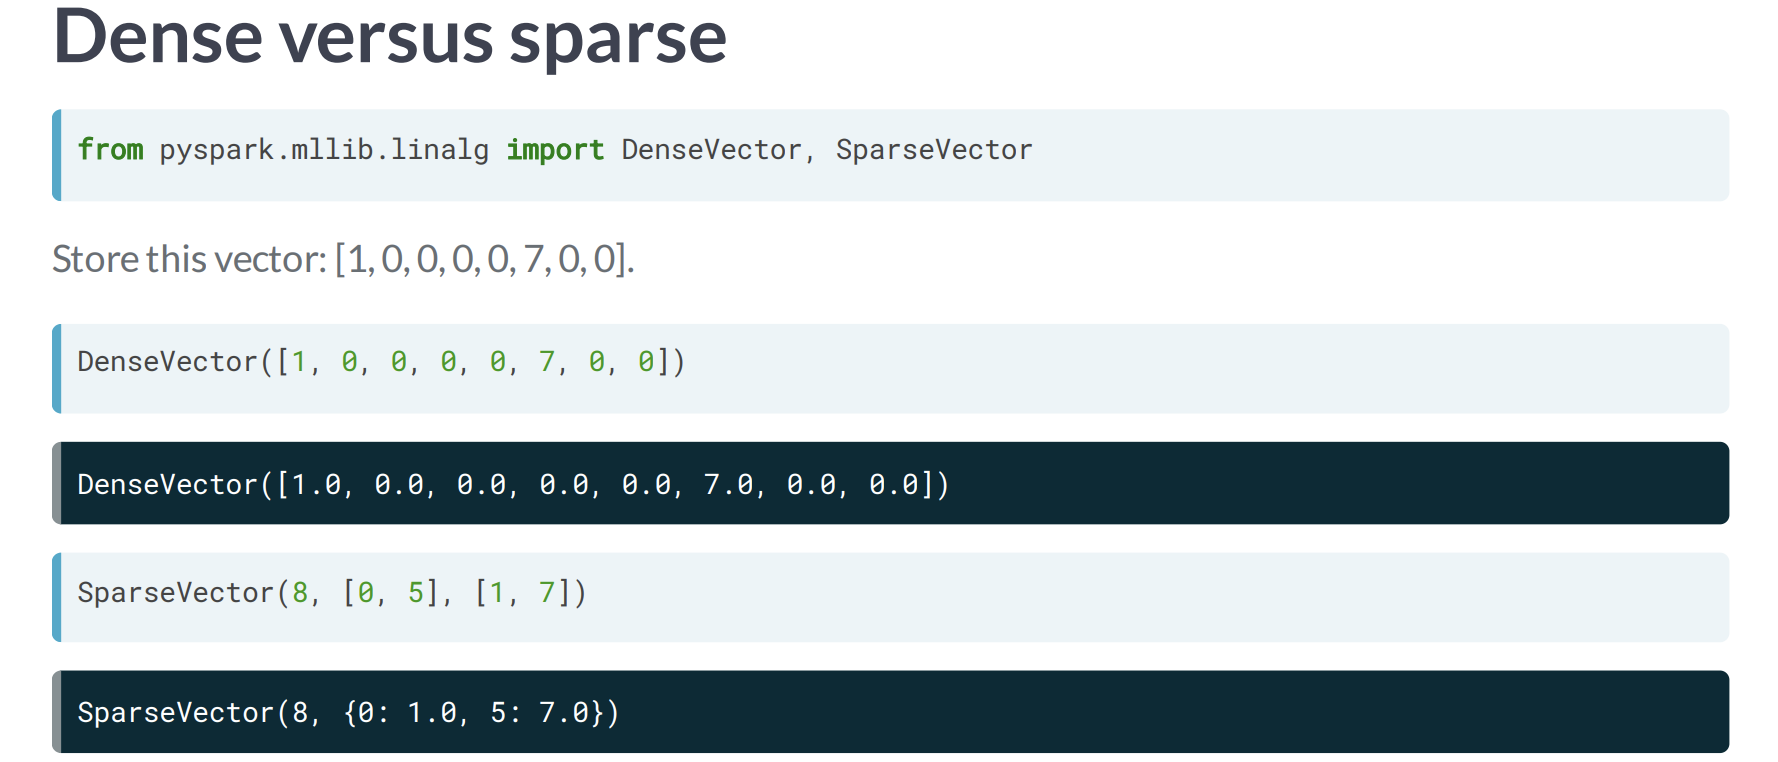 Dense versus sparse
from pyspark.mllib.linalg import DenseVector, SparseVector
Store this vector: [1, 0, 0, 0, 0, 7, 0, 0].
DenseVector([1, 0, 0, 0, 0, 7, 0, 0])
DenseVector([1.0, 0.0, 0.0, 0.0, 0.0, 7.0, 0.0, 0.0])
SparseVector(8, [0, 5], [1, 7])
SparseVector(8, {0: 1.0, 5: 7.0})